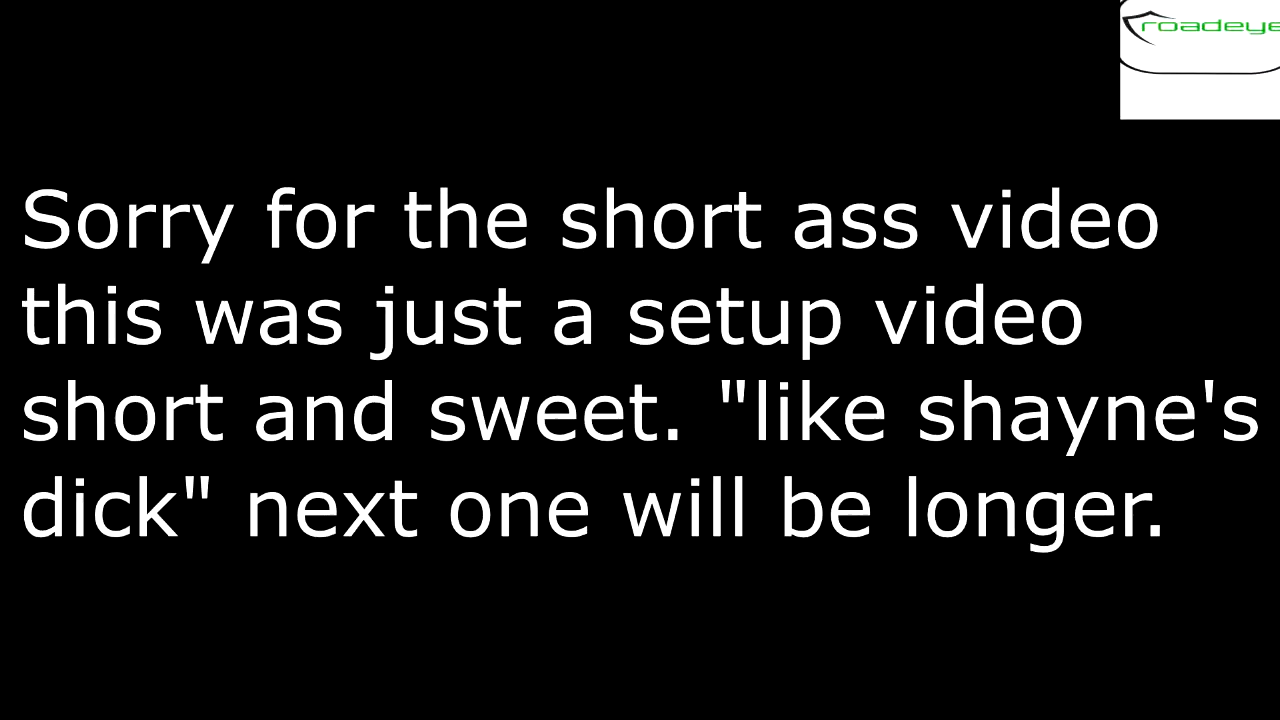 roadeye
Sorry for the short ass video
this was just a setup video
short and sweet. "like shayne's
dick" next one will be longer.